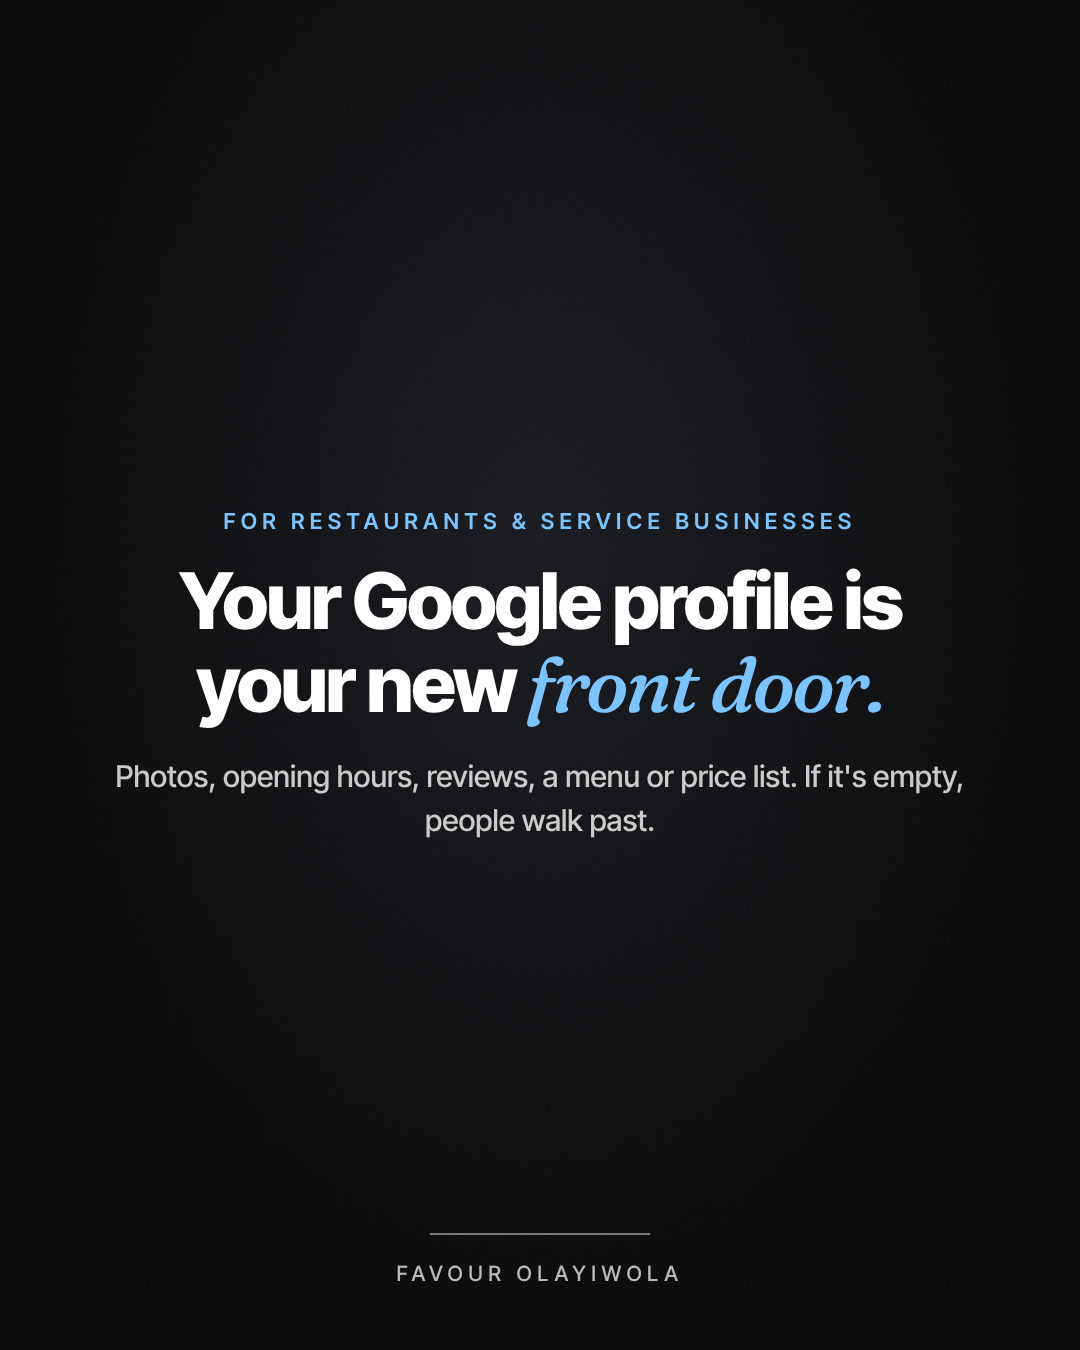 FOR RESTAURANTS & SERVICE BUSINESSES
Your Google profile is
your new front door.
Photos, opening hours, reviews, a menu or price list. If it's empty,
people walk past.
FAVOUR OLAYIWOLA